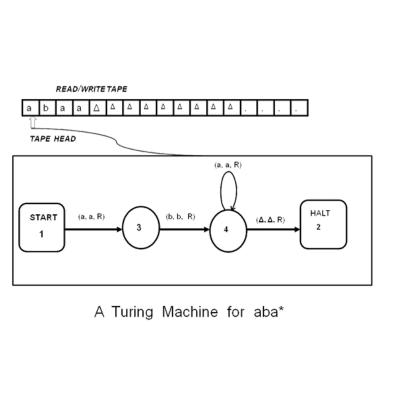 READ/WRITE TAPE
a b a a Δ Δ Δ Δ Δ Δ Δ Δ Δ . . . .
TAPE HEAD
(a, a, R)
START (a, a, R) 3 (b, b, R) 4 (Δ, Δ, R) HALT
1 2
A Turing Machine for aba*